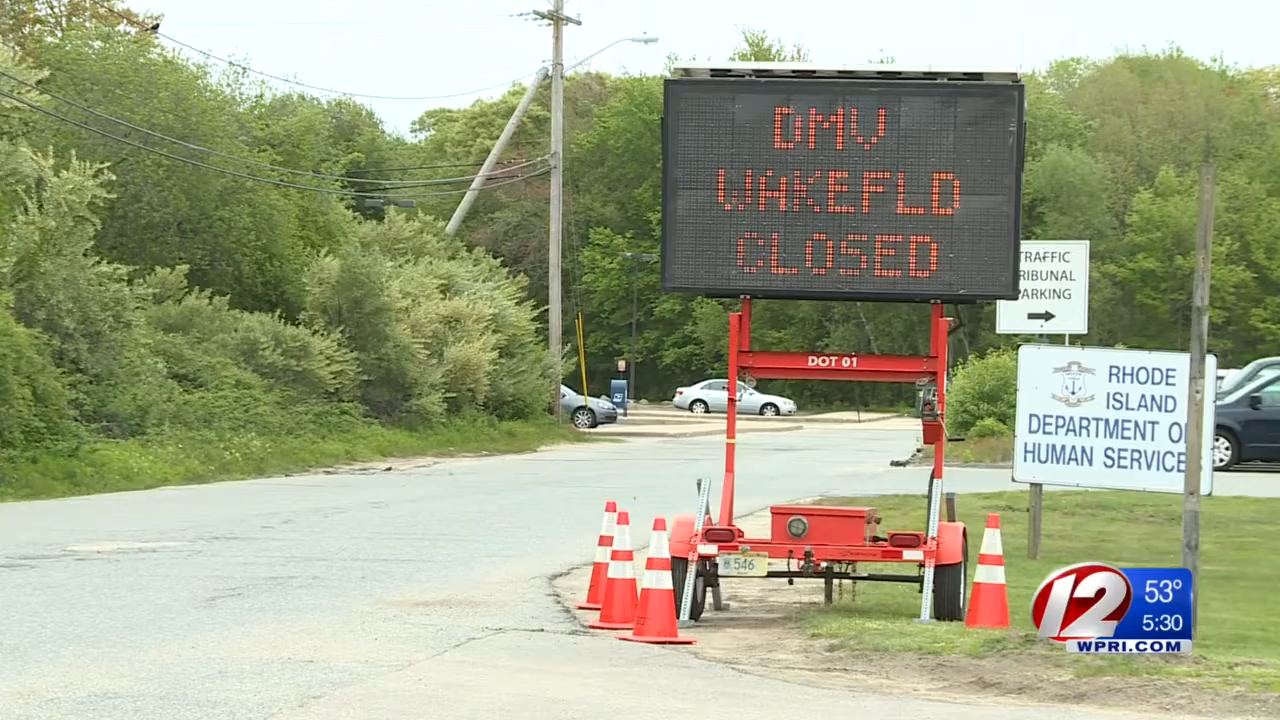 DMV
WAKEFLD
CLOSED
TRAFFIC
TRIBUNAL
PARKING
DOT 01
RHODE
ISLAND
DEPARTMENT OF
HUMAN SERVICE
546
12
53°
5:30
WPRI.COM